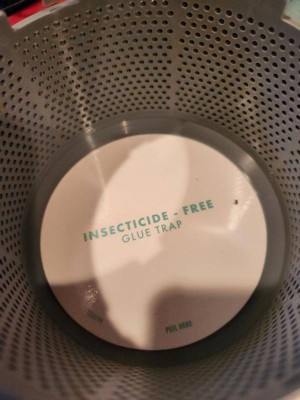 INSECTICIDE - FREE
GLUE TRAP
PEEL HERE